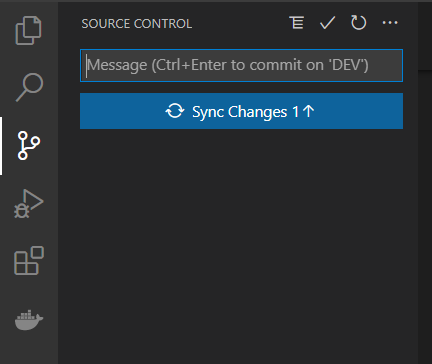 SOURCE CONTROL
Message (Ctrl+Enter to commit on 'DEV')
Sync Changes 1↑